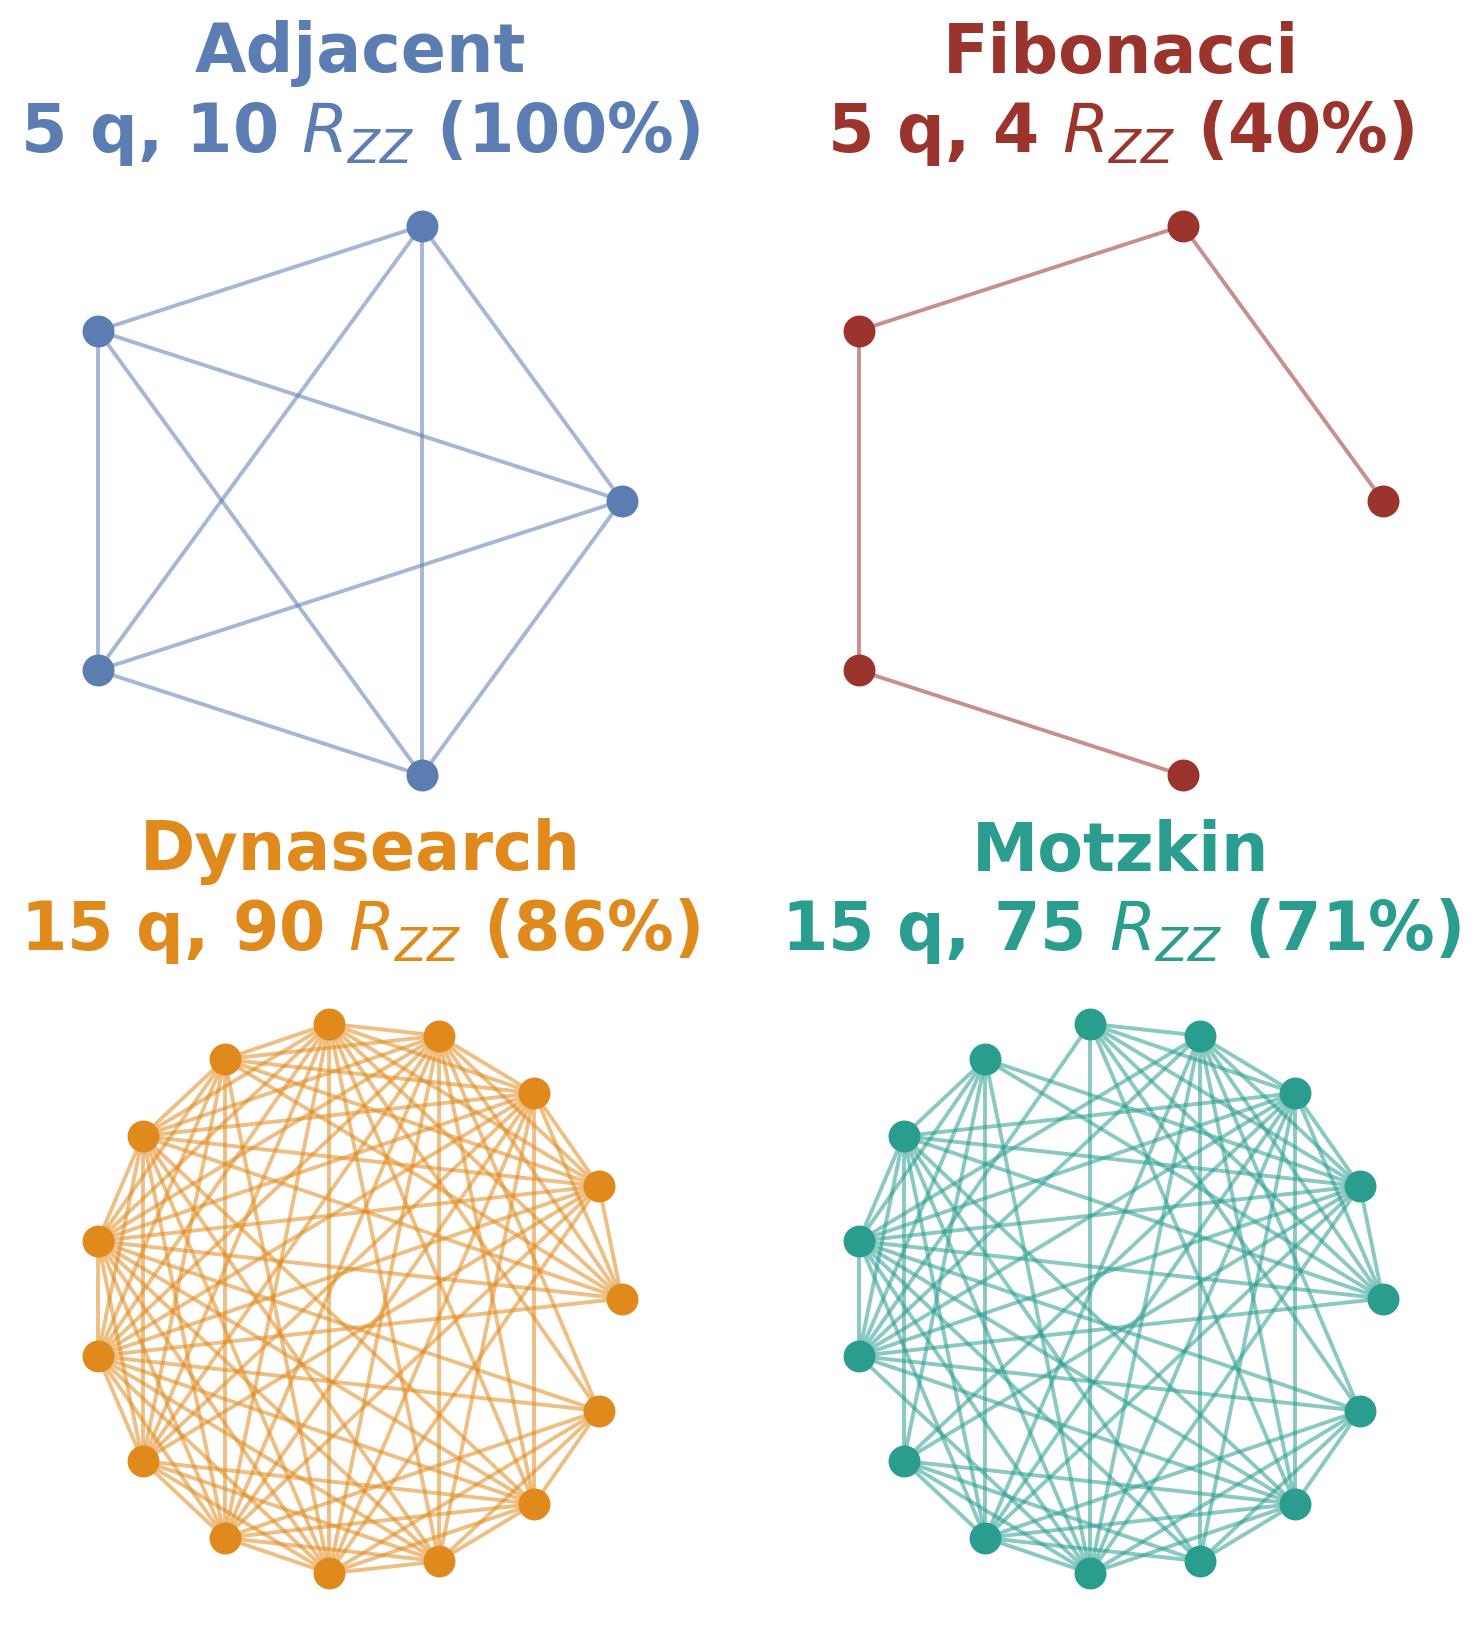 Adjacent
5 q, 10 R_ZZ (100%)
Fibonacci
5 q, 4 R_ZZ (40%)
Dynasearch
15 q, 90 R_ZZ (86%)
Motzkin
15 q, 75 R_ZZ (71%)